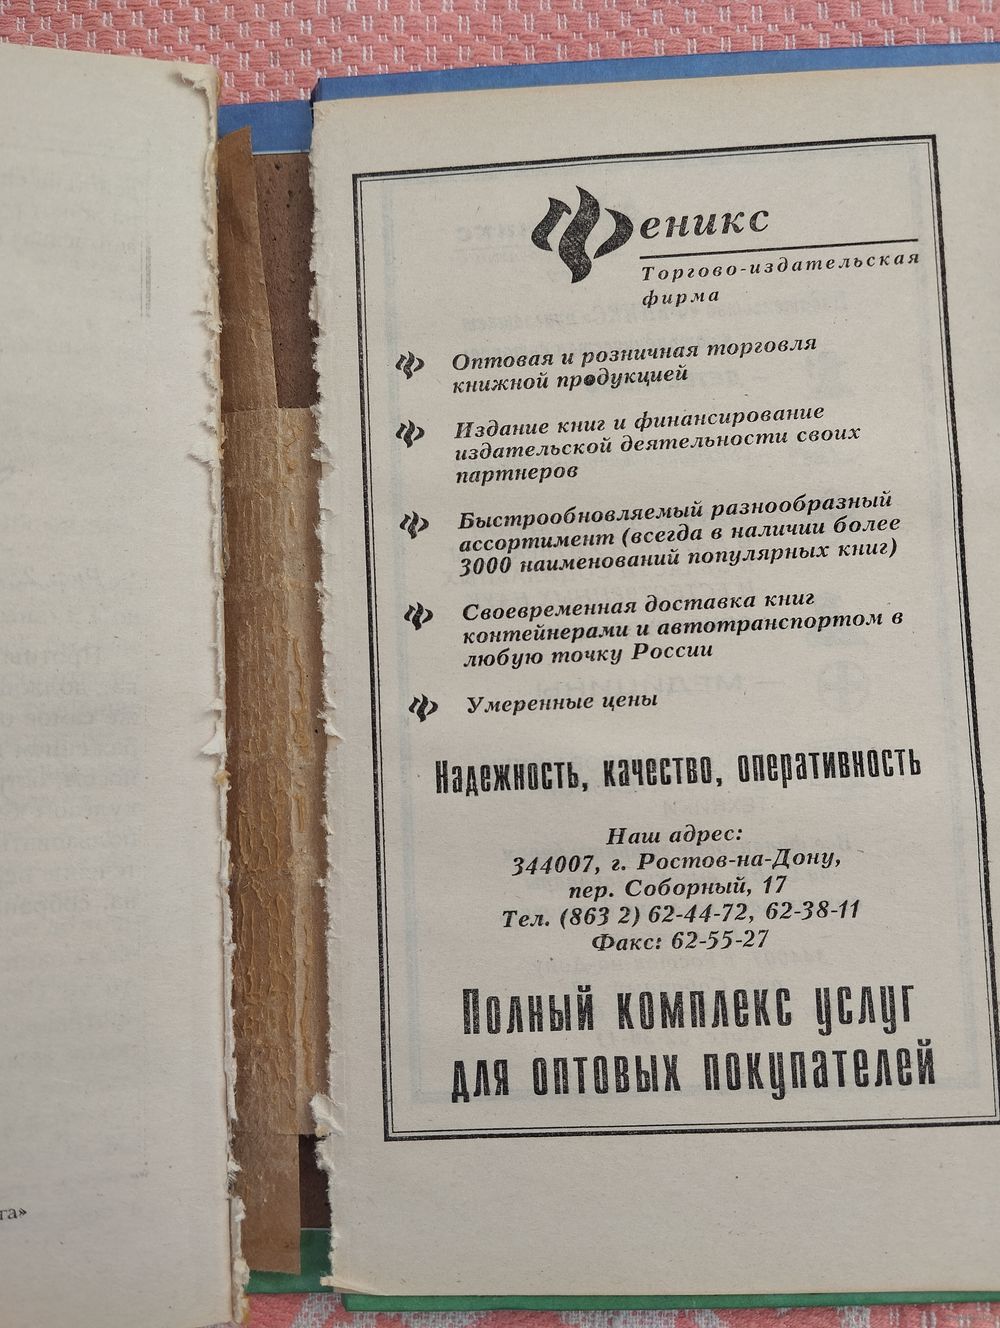 Феникс
Торгово-издательская
фирма
Оптовая и розничная торговля
книжной продукцией
Издание книг и финансирование
издательской деятельности своих
партнеров
Быстрообновляемый разнообразный
ассортимент (всегда в наличии более
3000 наименований популярных книг)
Своевременная доставка книг
контейнерами и автотранспортом в
любую точку России
Умеренные цены
Надежность, качество, оперативность
Наш адрес:
344007, г. Ростов-на-Дону,
пер. Соборный, 17
Тел. (863 2) 62-44-72, 62-38-11
Факс: 62-55-27
Полный комплекс услуг
для оптовых покупателей